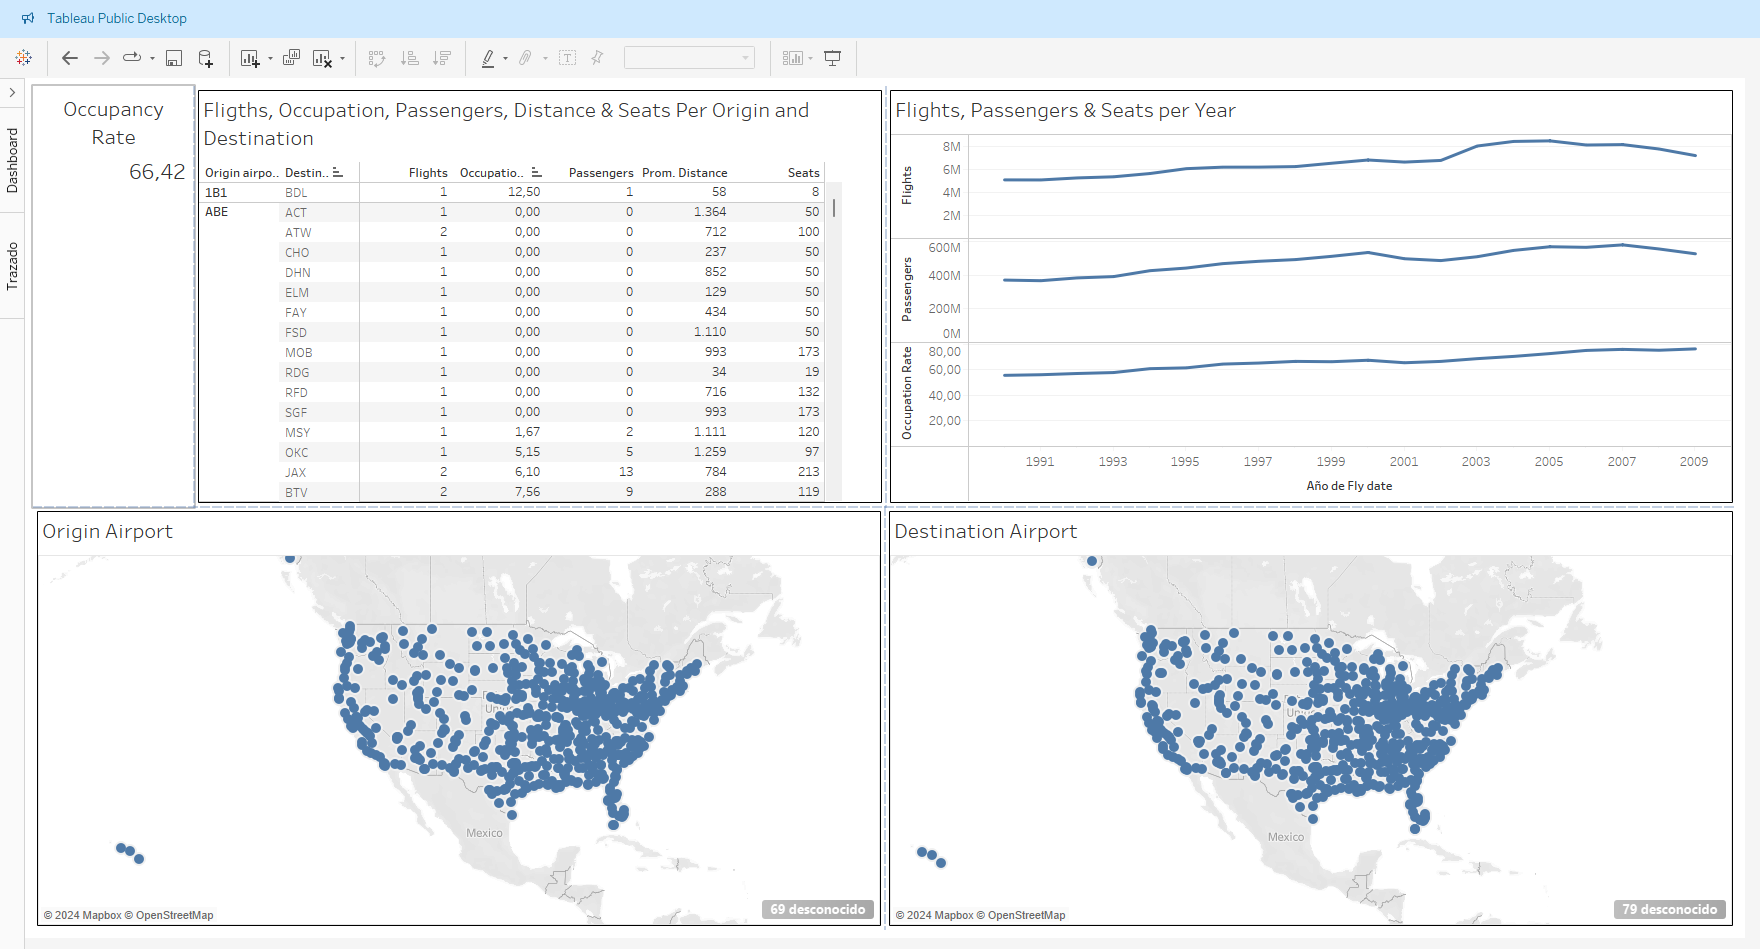 Tableau Public Desktop
Dashboard
Trazado
Occupancy
Rate
66,42
Fligths, Occupation, Passengers, Distance & Seats Per Origin and
Destination
Origin airpo.. Destin.. Flights Occupatio.. Passengers Prom. Distance Seats
1B1 BDL 1 12,50 1 58 8
ABE ACT 1 0,00 0 1.364 50
ATW 2 0,00 0 712 100
CHO 1 0,00 0 237 50
DHN 1 0,00 0 852 50
ELM 1 0,00 0 129 50
FAY 1 0,00 0 434 50
FSD 1 0,00 0 1.110 50
MOB 1 0,00 0 993 173
RDG 1 0,00 0 34 19
RFD 1 0,00 0 716 132
SGF 1 0,00 0 993 173
MSY 1 1,67 2 1.111 120
OKC 1 5,15 5 1.259 97
JAX 2 6,10 13 784 213
BTV 2 7,56 9 288 119
Flights, Passengers & Seats per Year
Flights
8M
6M
4M
2M
Passengers
600M
400M
200M
0M
Occupation Rate
80,00
60,00
40,00
20,00
1991 1993 1995 1997 1999 2001 2003 2005 2007 2009
Año de Fly date
Origin Airport
Mexico
© 2024 Mapbox © OpenStreetMap
69 desconocido
Destination Airport
Mexico
© 2024 Mapbox © OpenStreetMap
79 desconocido